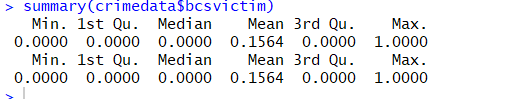 > summary(crimedata$bcsvictim)
Min. 1st Qu. Median Mean 3rd Qu. Max.
0.0000 0.0000 0.0000 0.1564 0.0000 1.0000
Min. 1st Qu. Median Mean 3rd Qu. Max.
0.0000 0.0000 0.0000 0.1564 0.0000 1.0000
>